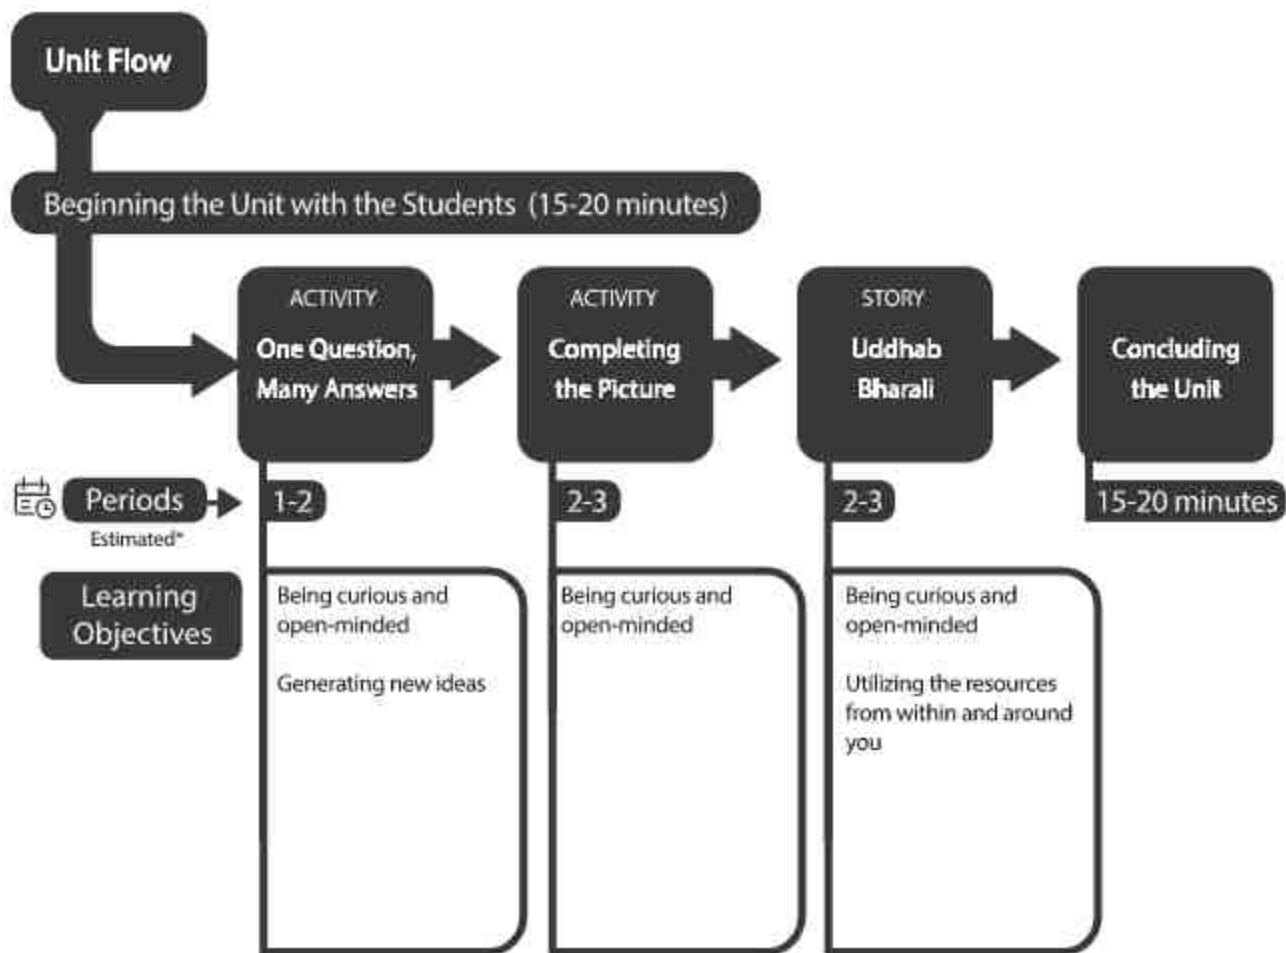 Unit Flow
Beginning the Unit with the Students (15-20 minutes)
ACTIVITY
One Question,
Many Answers
ACTIVITY
Completing
the Picture
STORY
Uddhab
Bharali
Concluding
the Unit
Periods
Estimated*
1-2
2-3
2-3
15-20 minutes
Learning
Objectives
Being curious and
open-minded
Generating new ideas
Being curious and
open-minded
Being curious and
open-minded
Utilizing the resources
from within and around
you